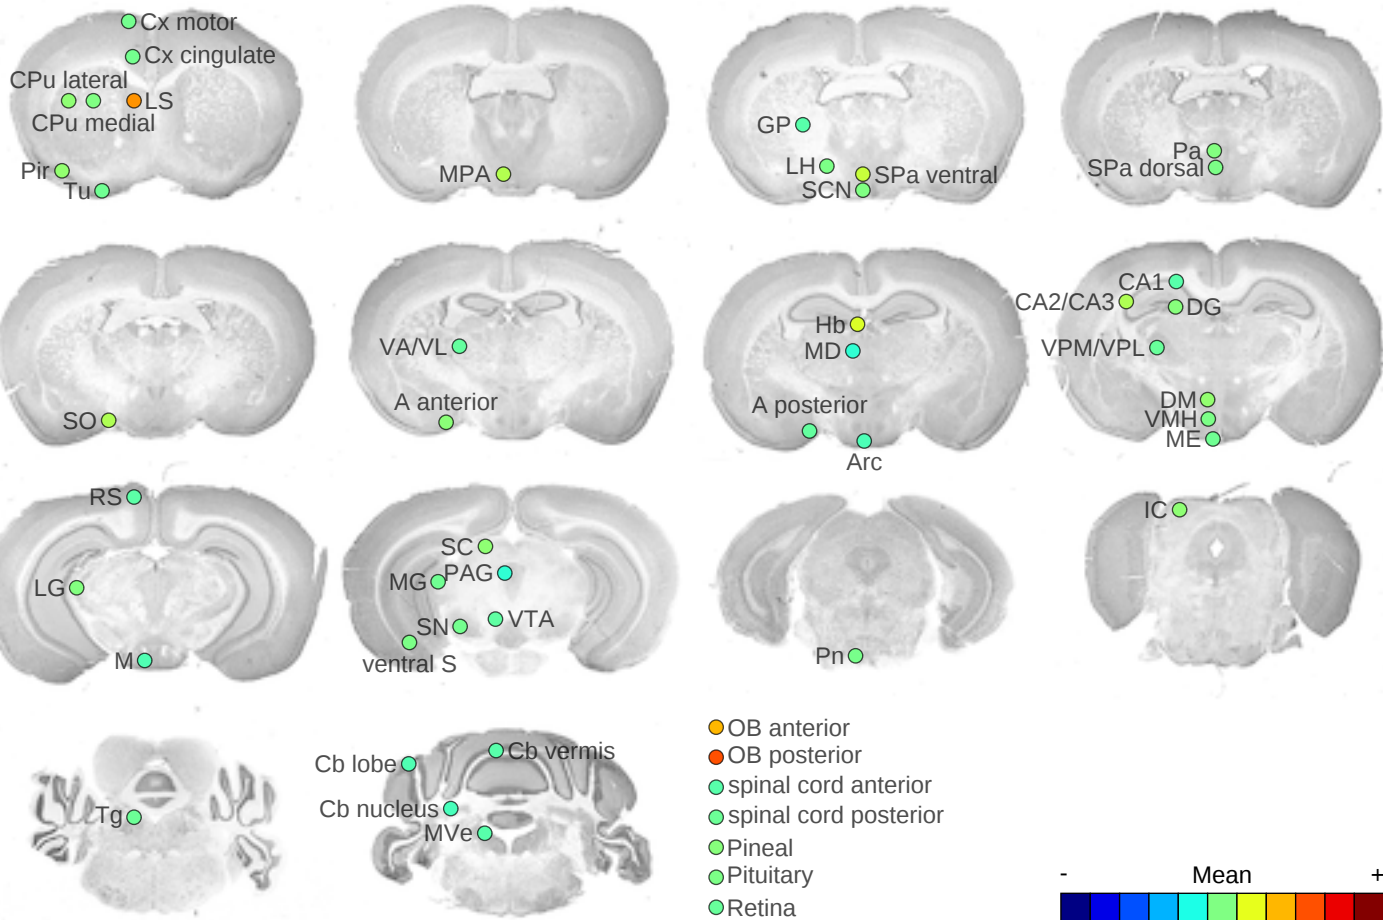 Cx motor
Cx cingulate
CPu lateral
LS
CPu medial
Pir
Tu
MPA
GP
LH
SPa ventral
SCN
Pa
SPa dorsal
SO
VA/VL
A anterior
Hb
MD
A posterior
Arc
CA1
CA2/CA3
DG
VPM/VPL
DM
VMH
ME
RS
LG
M
SC
PAG
MG
VTA
SN
ventral S
Pn
IC
Tg
Cb vermis
Cb lobe
Cb nucleus
MVe
OB anterior
OB posterior
spinal cord anterior
spinal cord posterior
Pineal
Pituitary
Retina
- Mean +